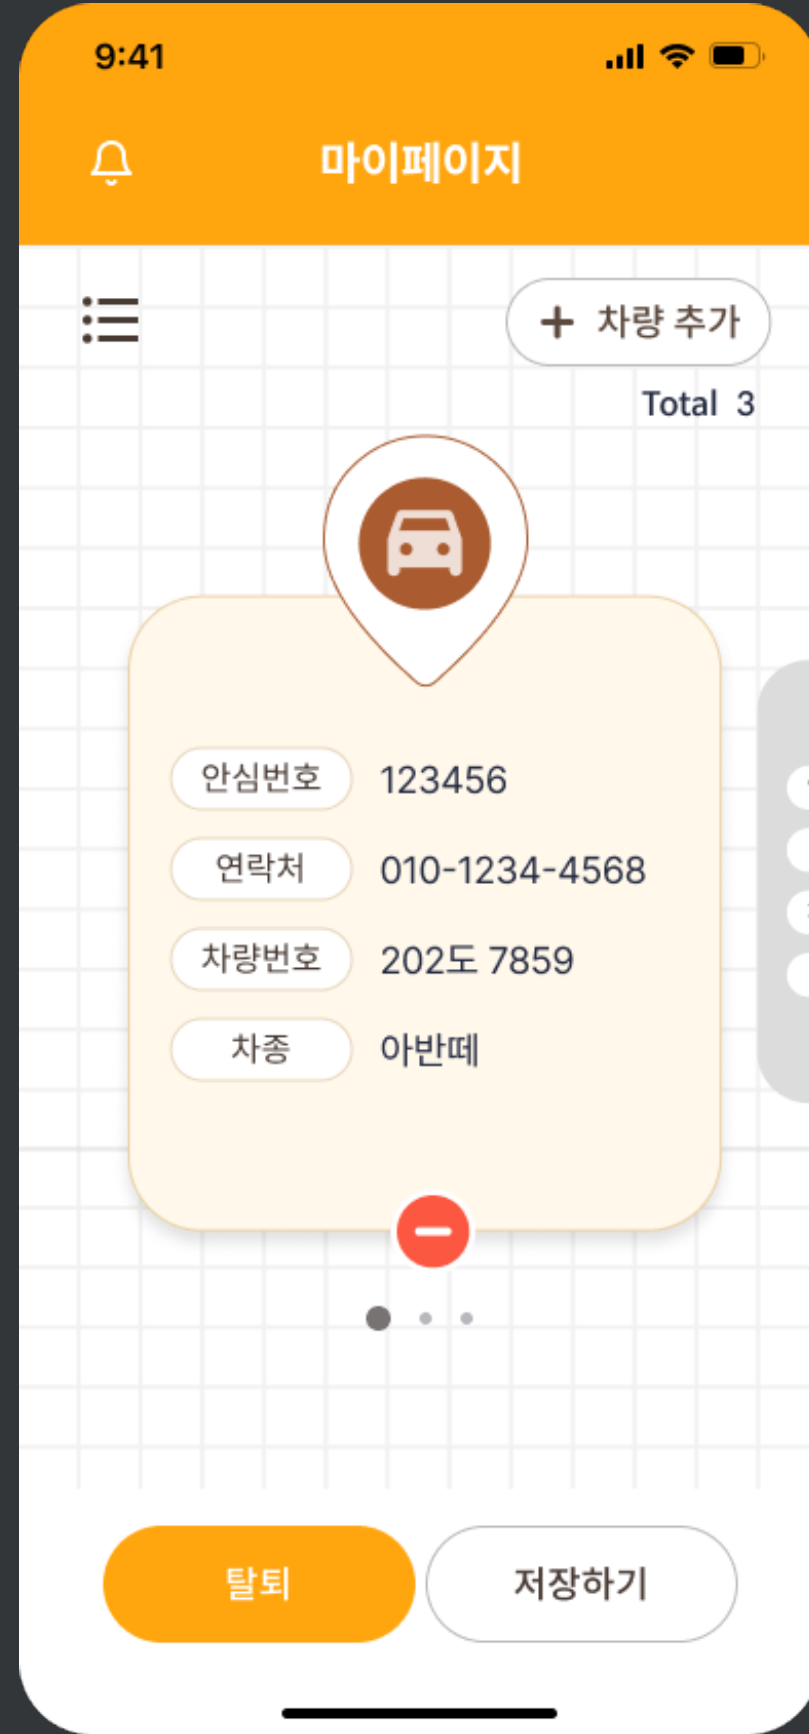 9:41
마이페이지
차량 추가
Total 3
안심번호 123456
연락처 010-1234-4568
차량번호 202도 7859
차종 아반떼
탈퇴 저장하기